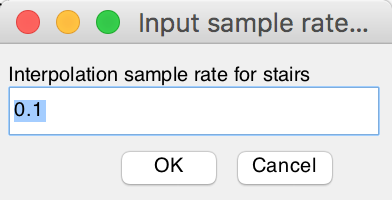 Input sample rate...
Interpolation sample rate for stairs
0.1
OK Cancel